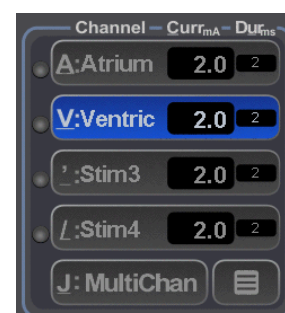 Channel – CurrmA – Durms
A:Atrium 2.0 2
V:Ventric 2.0 2
':Stim3 2.0 2
/:Stim4 2.0 2
J: MultiChan